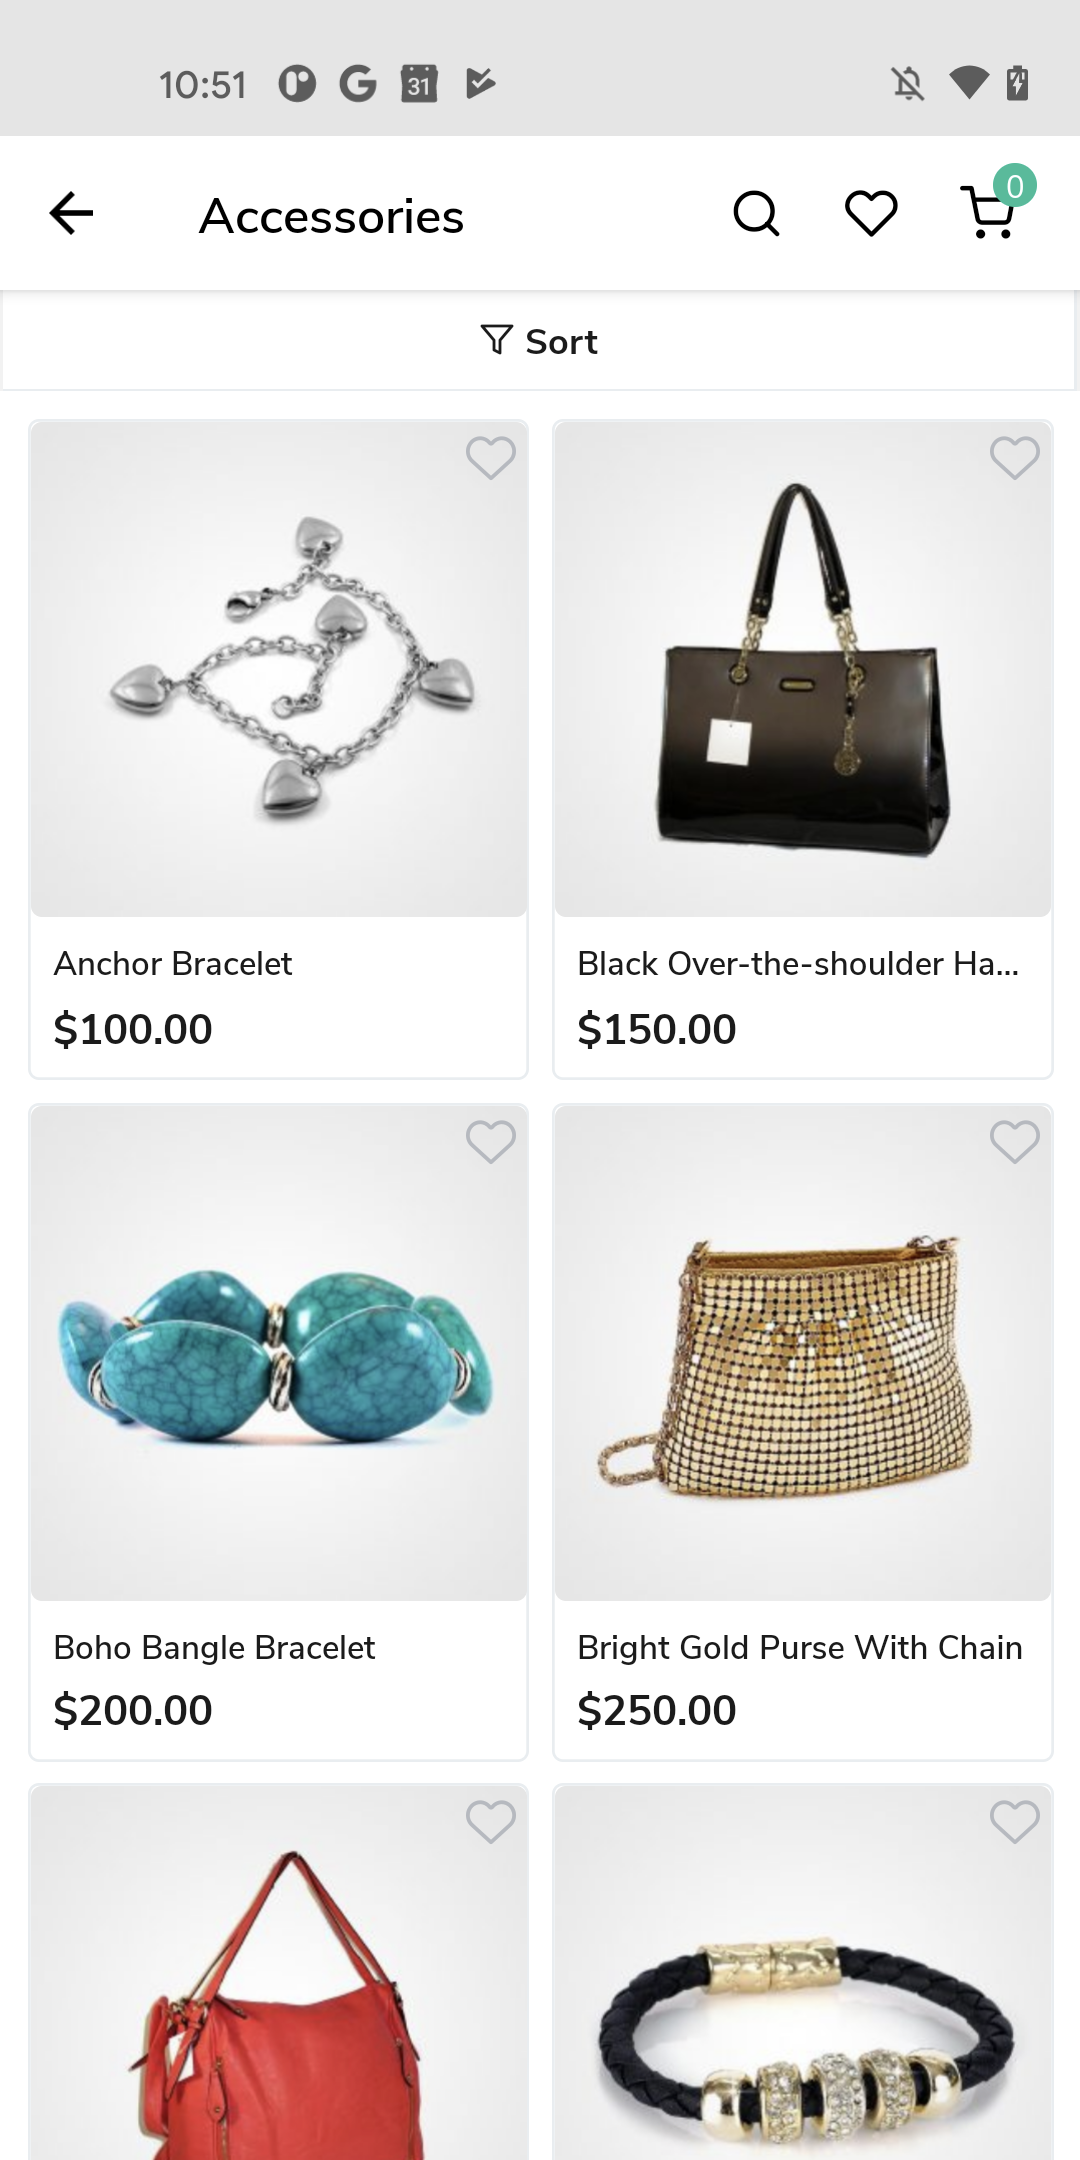 10:51
31
Accessories
0
Sort
Anchor Bracelet
$100.00
Black Over-the-shoulder Ha...
$150.00
Boho Bangle Bracelet
$200.00
Bright Gold Purse With Chain
$250.00